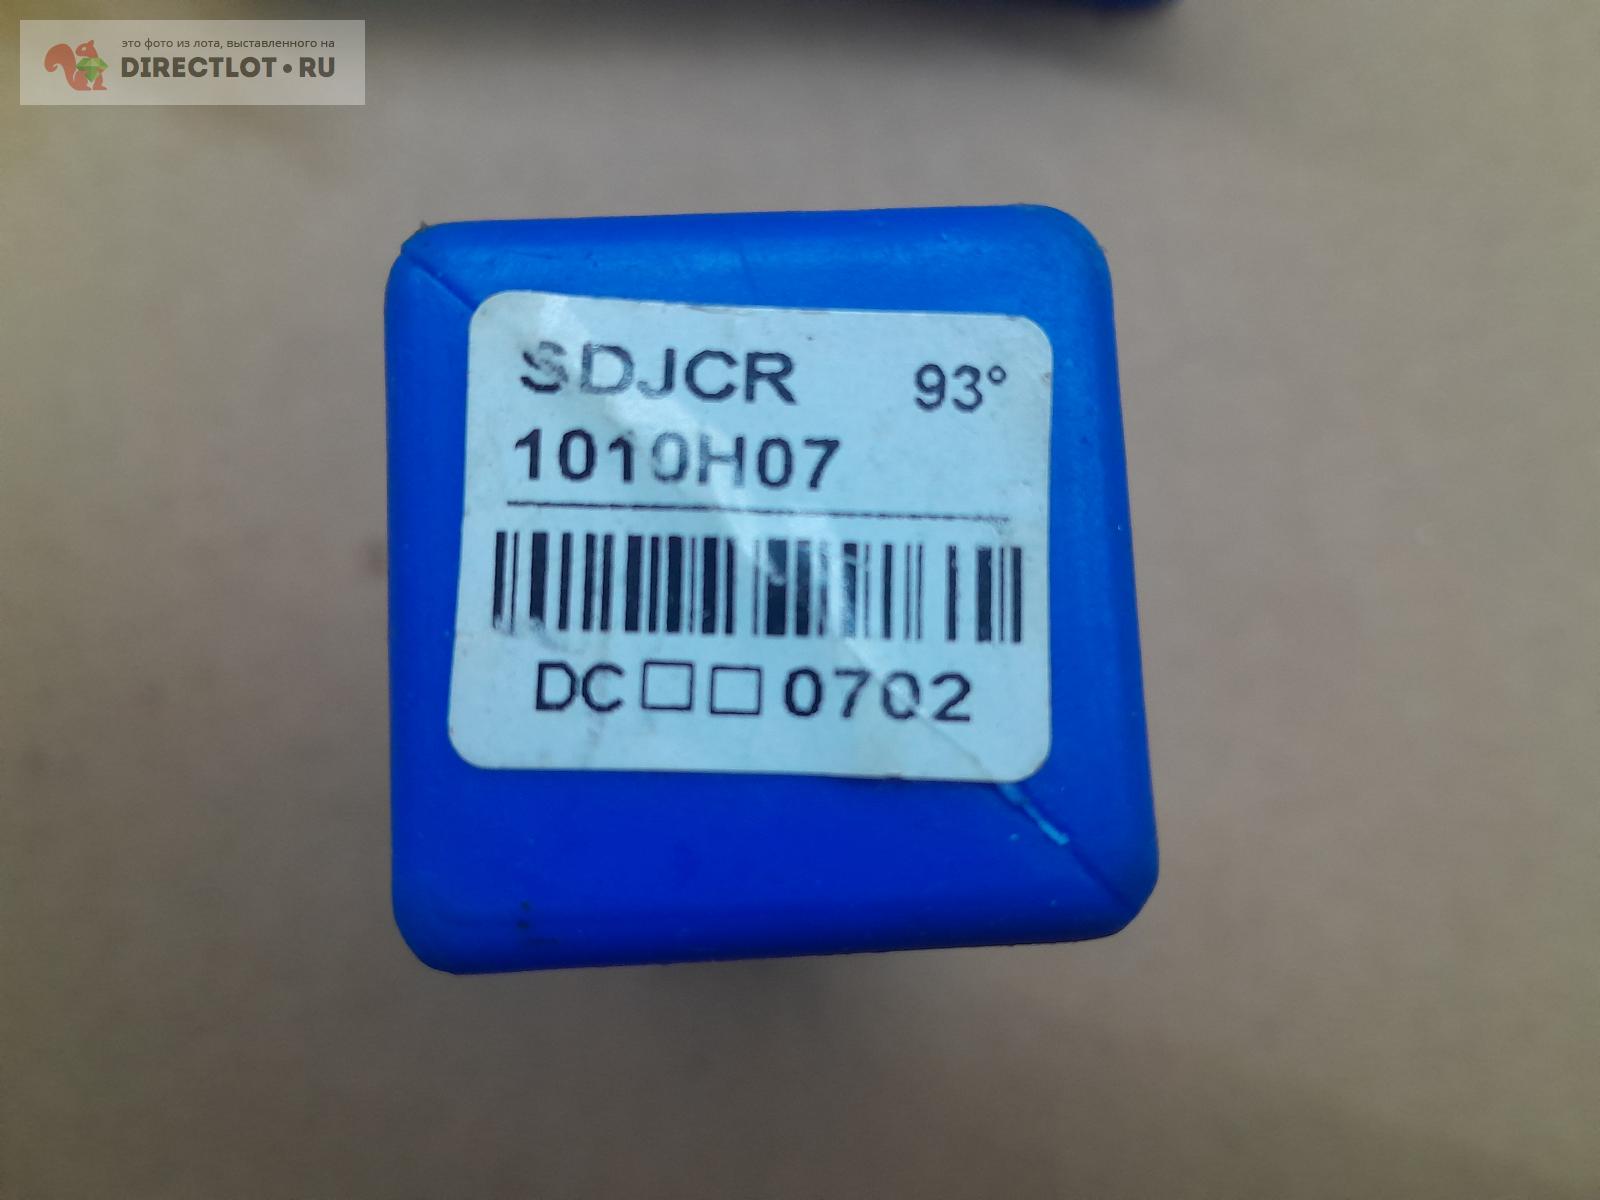 это фото из лота, выставленного на
DIRECTLOT•RU
SDJCR 93°
1010H07
DC□□0702